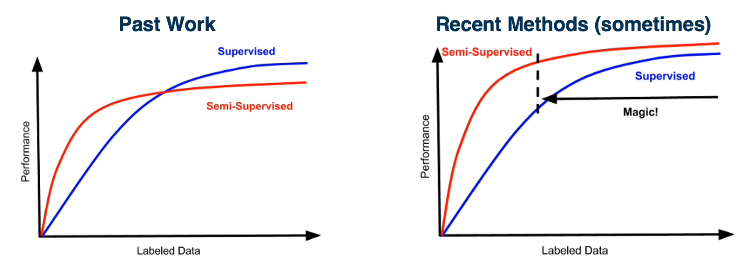 Past Work
Supervised
Semi-Supervised
Performance
Labeled Data
Recent Methods (sometimes)
Semi-Supervised
Supervised
Magic!
Performance
Labeled Data